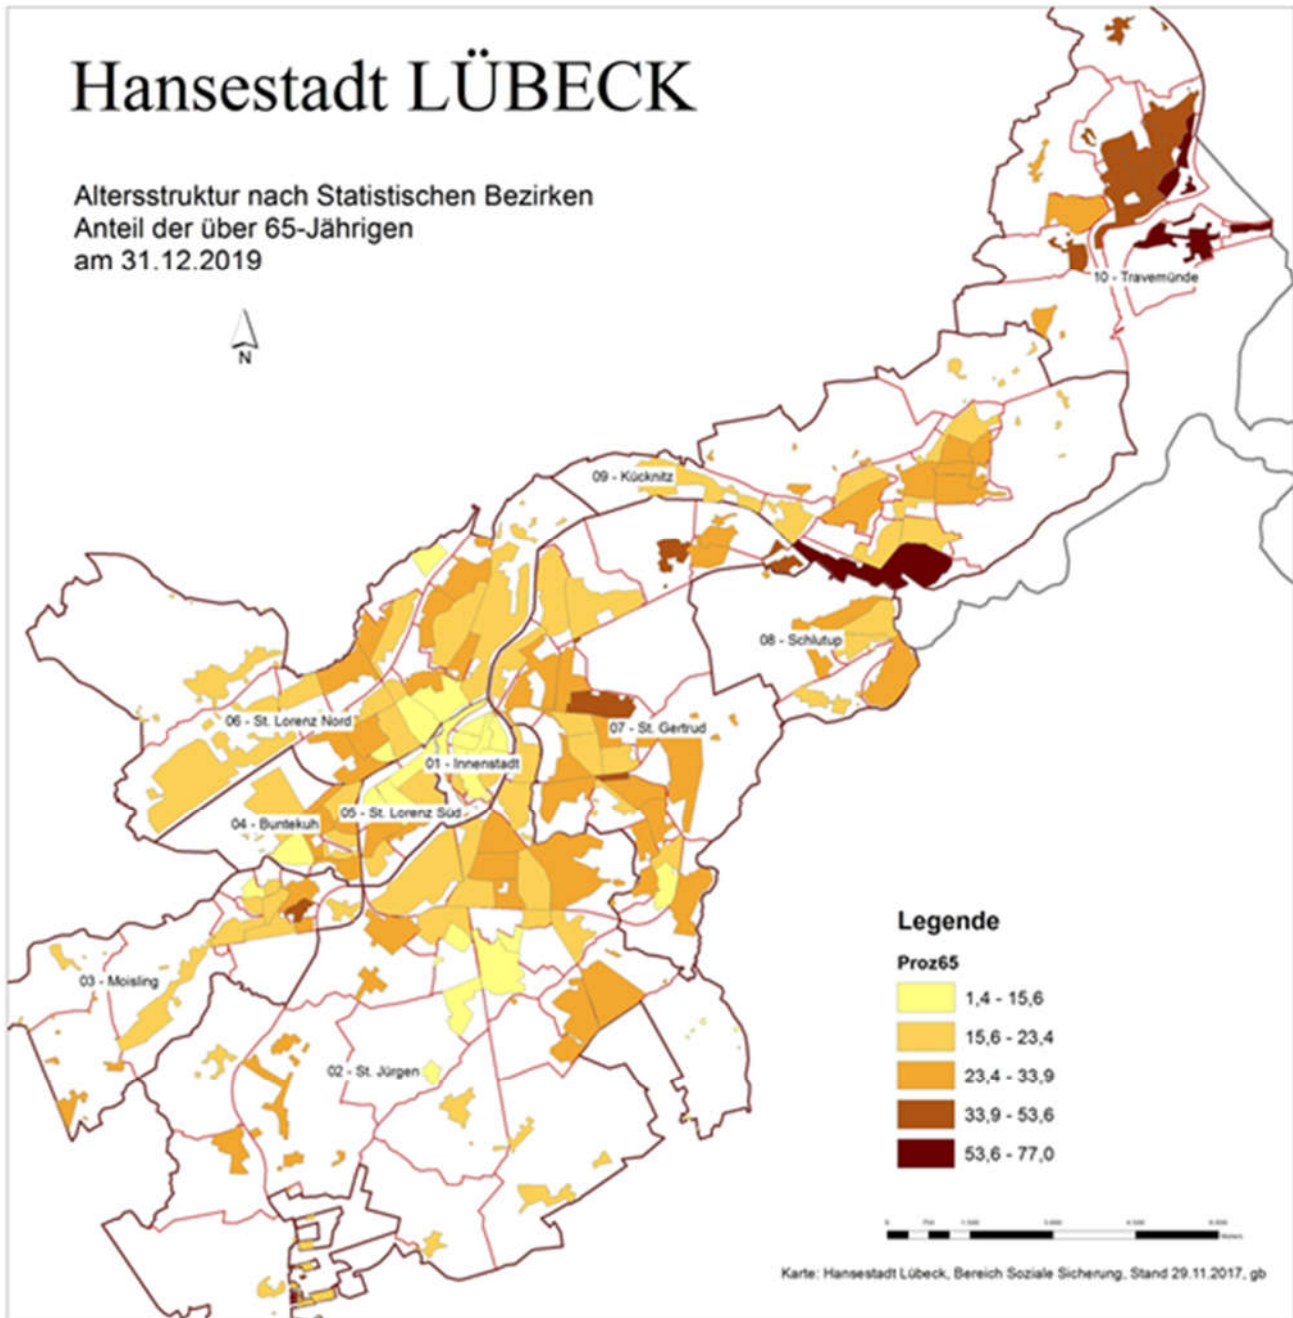 Hansestadt LÜBECK
Altersstruktur nach Statistischen Bezirken
Anteil der über 65-Jährigen
am 31.12.2019
N
10 - Travemünde
09 - Kücknitz
08 - Schlutup
06 - St. Lorenz Nord
07 - St. Gertrud
01 - Innenstadt
05 - St. Lorenz Süd
04 - Buntekuh
03 - Moisling
02 - St. Jürgen
Legende
Proz65
1,4 - 15,6
15,6 - 23,4
23,4 - 33,9
33,9 - 53,6
53,6 - 77,0
Karte: Hansestadt Lübeck, Bereich Soziale Sicherung, Stand 29.11.2017, gb